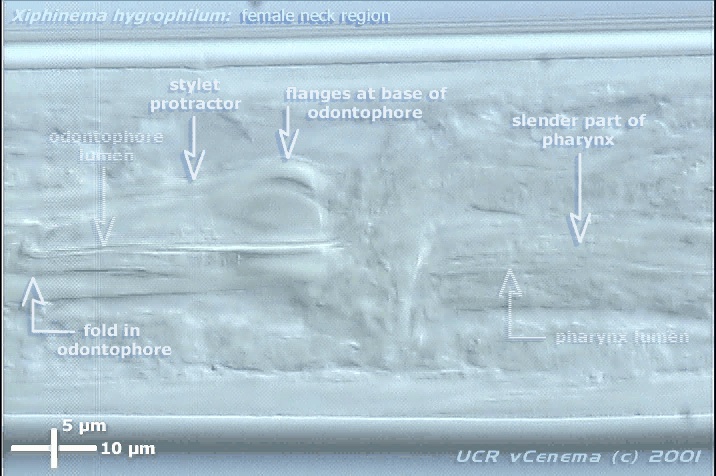 Xiphinema hygrophilum: female neck region
stylet
protractor
flanges at base of
odontophore
slender part of
pharynx
odontophore
lumen
fold in
odontophore
pharynx lumen
5 µm
10 µm
UCR vCenema (c) 2001